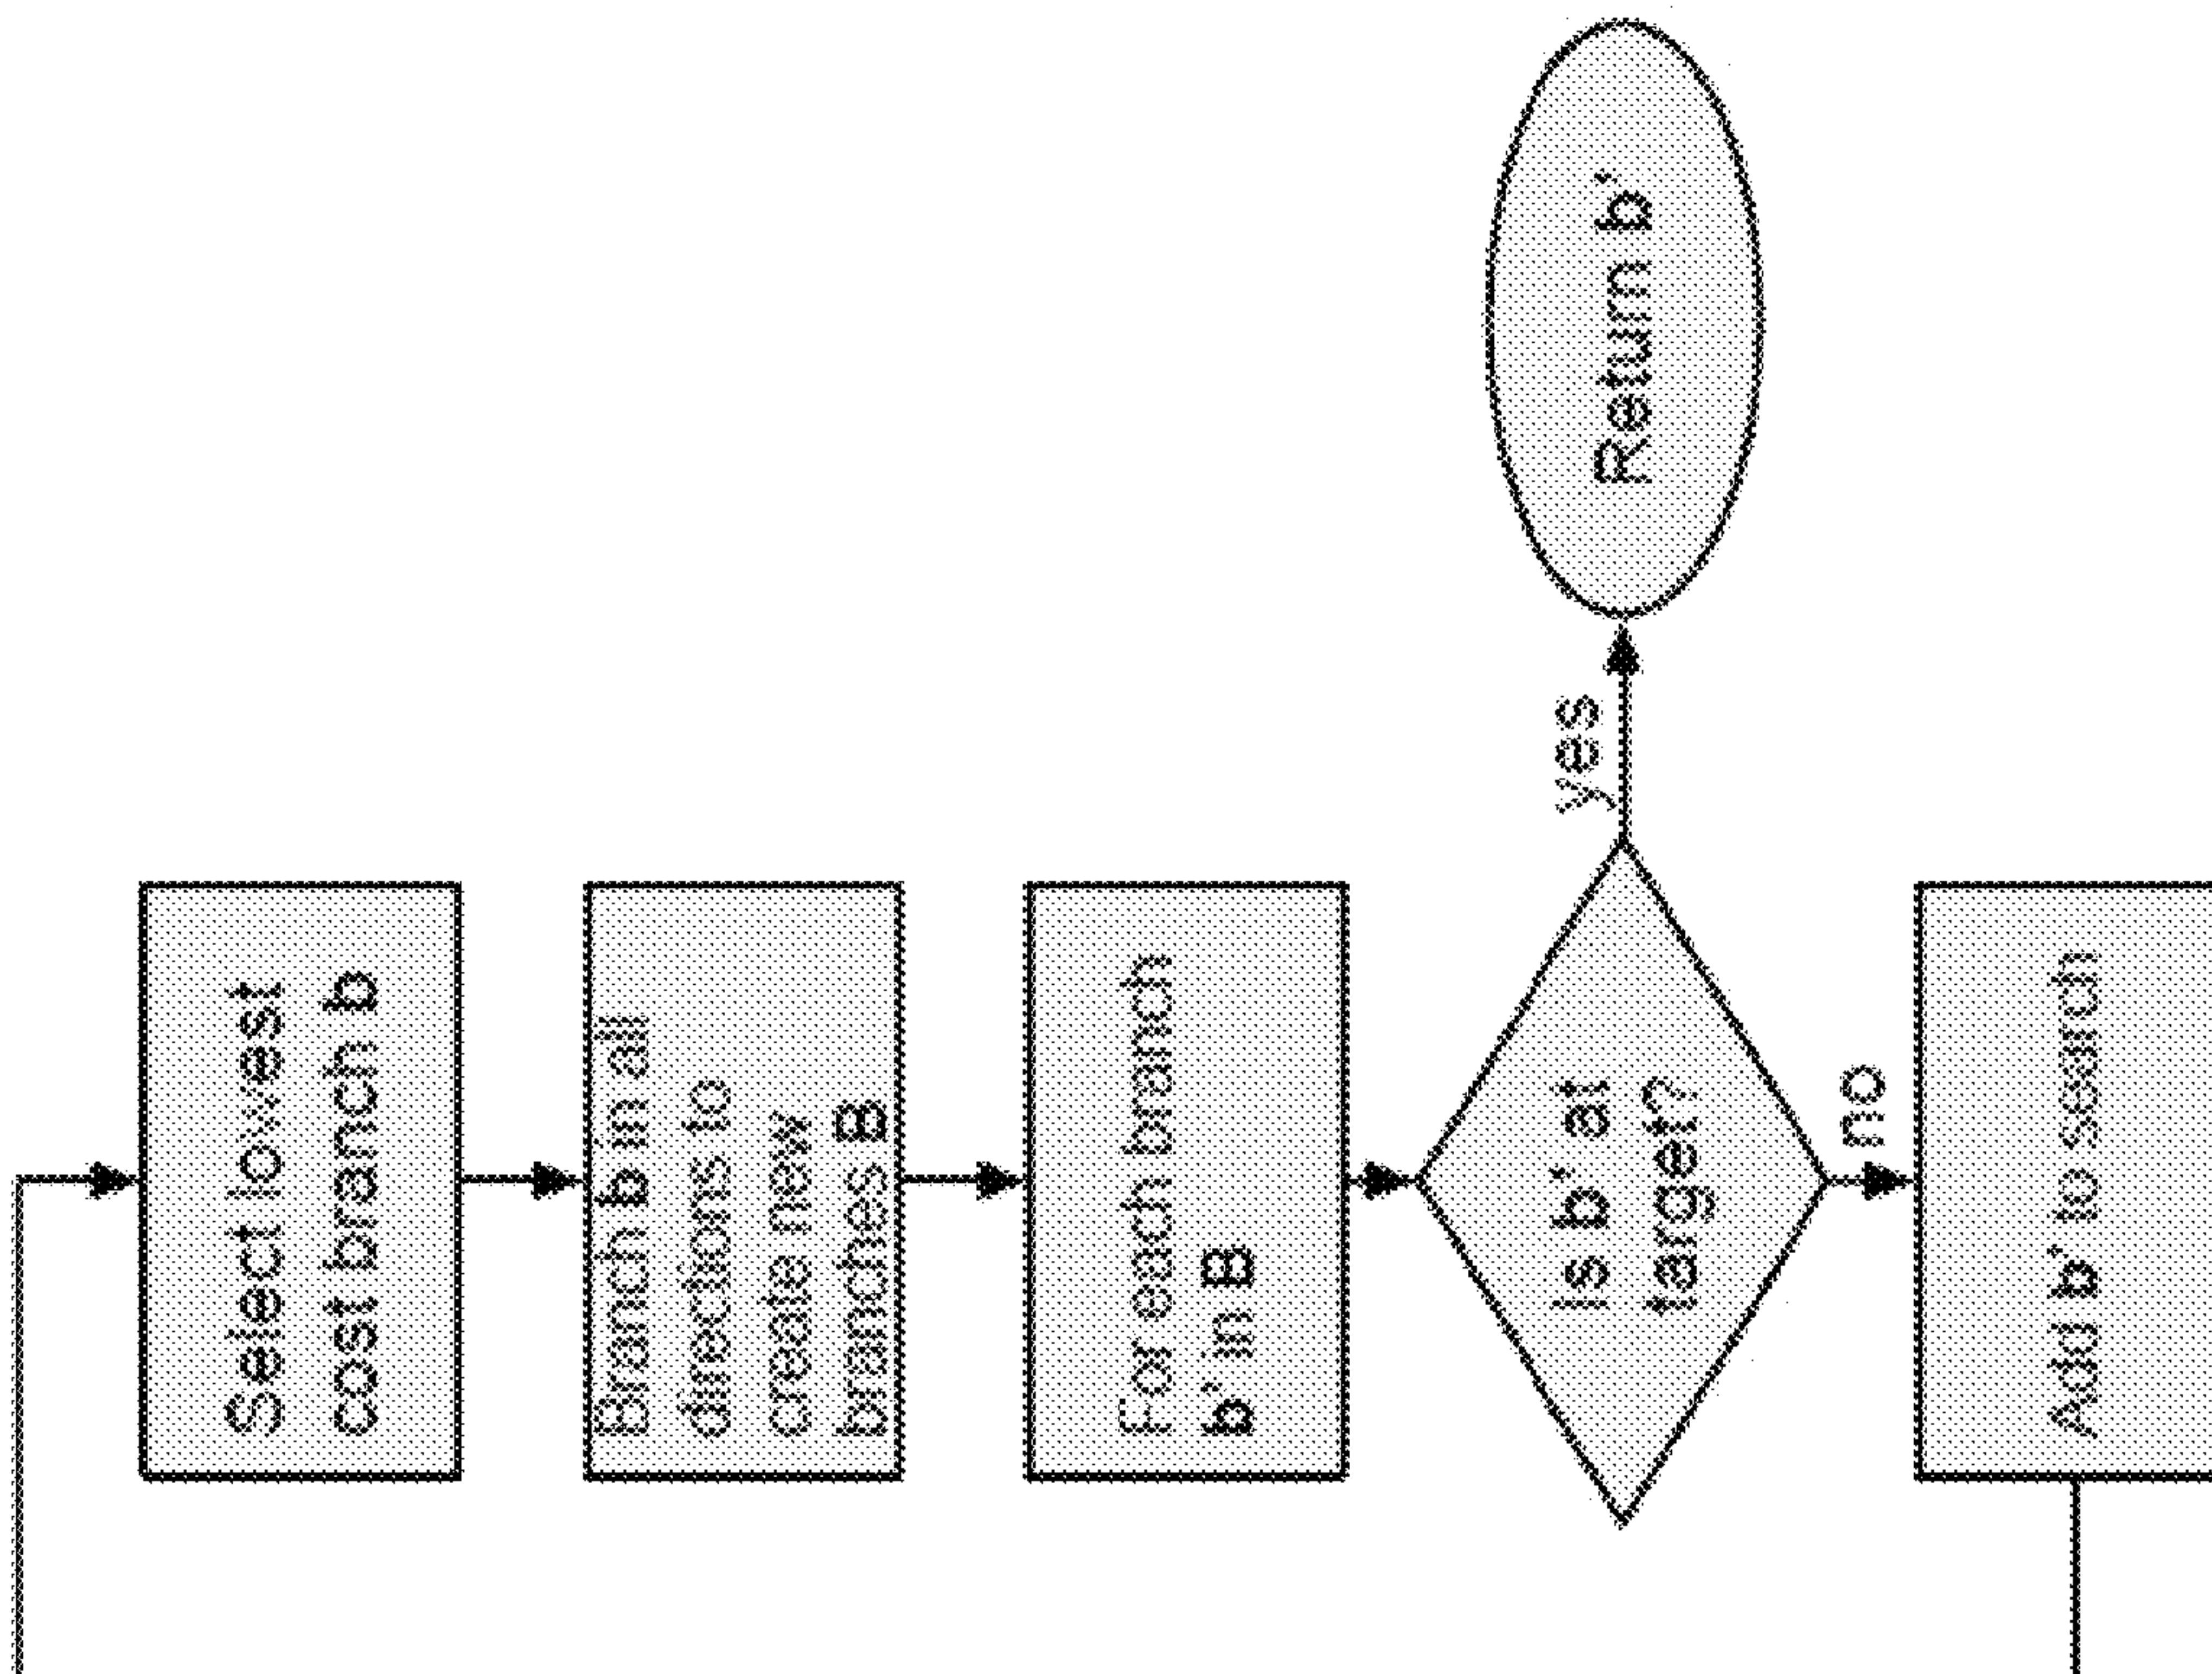 Select lowest
cost branch b
Branch b in all
directions to
create new
branches B
For each branch
b' in B
Is b' at
target?
yes
Return b'
no
Add b' to search